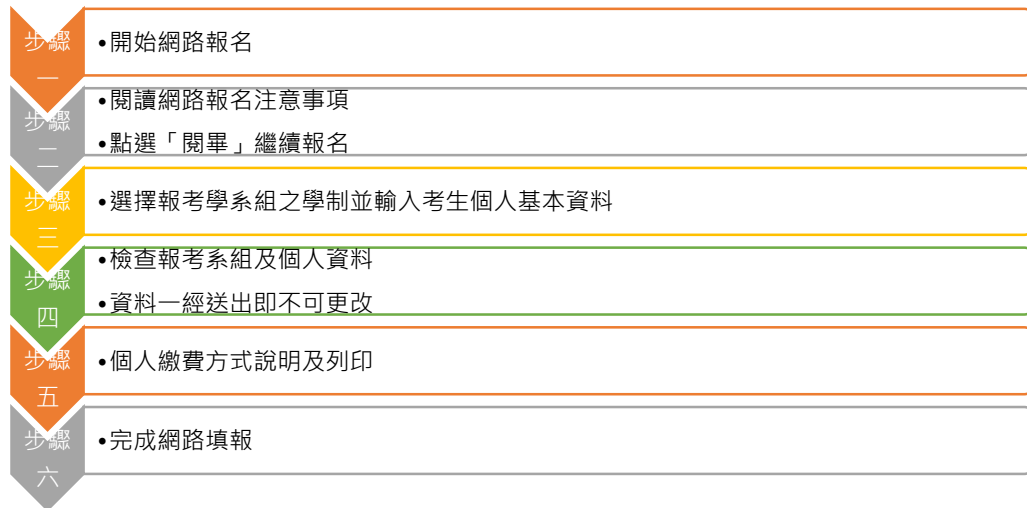 步驟
一
•開始網路報名
步驟
二
•閱讀網路報名注意事項
•點選「閱畢」繼續報名
步驟
三
•選擇報考學系組之學制並輸入考生個人基本資料
步驟
四
•檢查報考系組及個人資料
•資料一經送出即不可更改
步驟
五
•個人繳費方式說明及列印
步驟
六
•完成網路填報